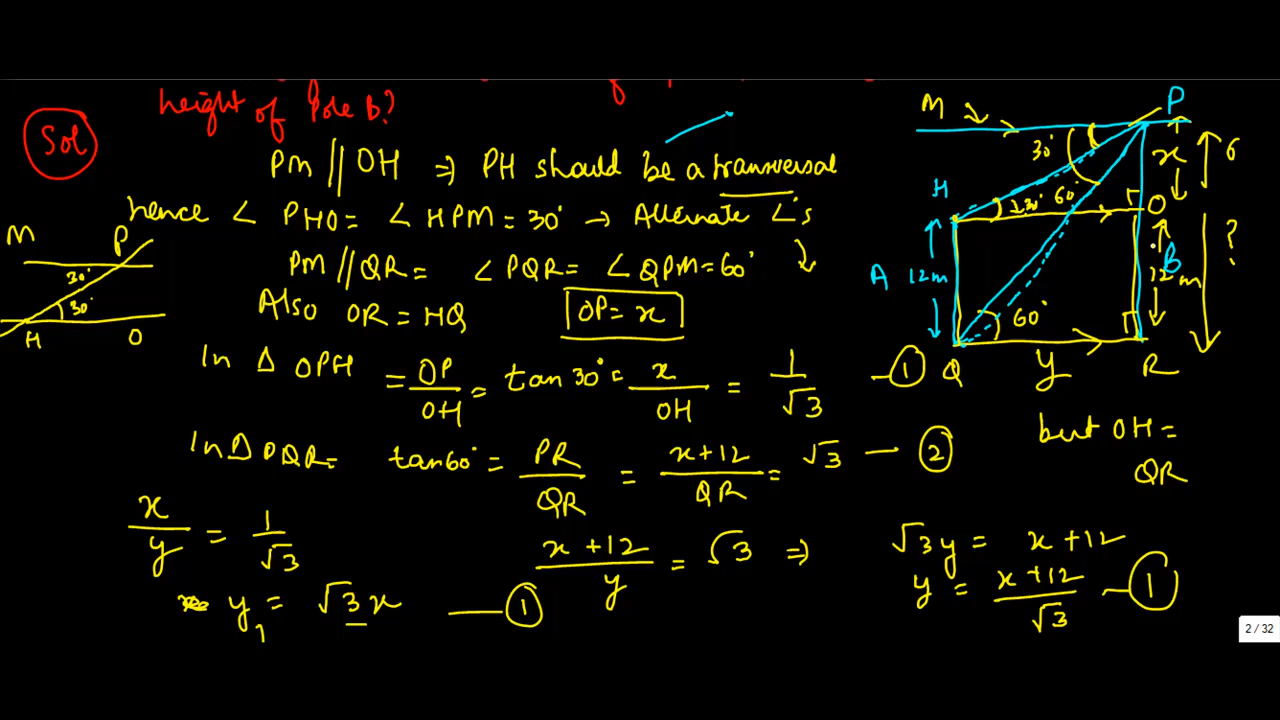 height of Pole B?
Sol
PM // OH ⇒ PH should be a transversal
hence ∠ PHO = ∠ HPM = 30° → Alternate ∠'s
PM // QR = ∠PQR = ∠ QPM = 60°
Also OR = HQ OP = x
In Δ OPH = OP/OH = tan 30° = x/OH = 1/√3 — ①
In Δ PQR = tan 60° = PR/QR = x+12/QR = √3 — ②
but OH = QR
x/y = 1/√3
x+12/y = √3 ⇒ √3y = x+12
y = √3 x — ①
y = x+12/√3 — ①
M P
30°
30°
H O
M P
30° x 6
H 30° 60° O
A 12m B 12m ?
60°
Q y R
2 / 32